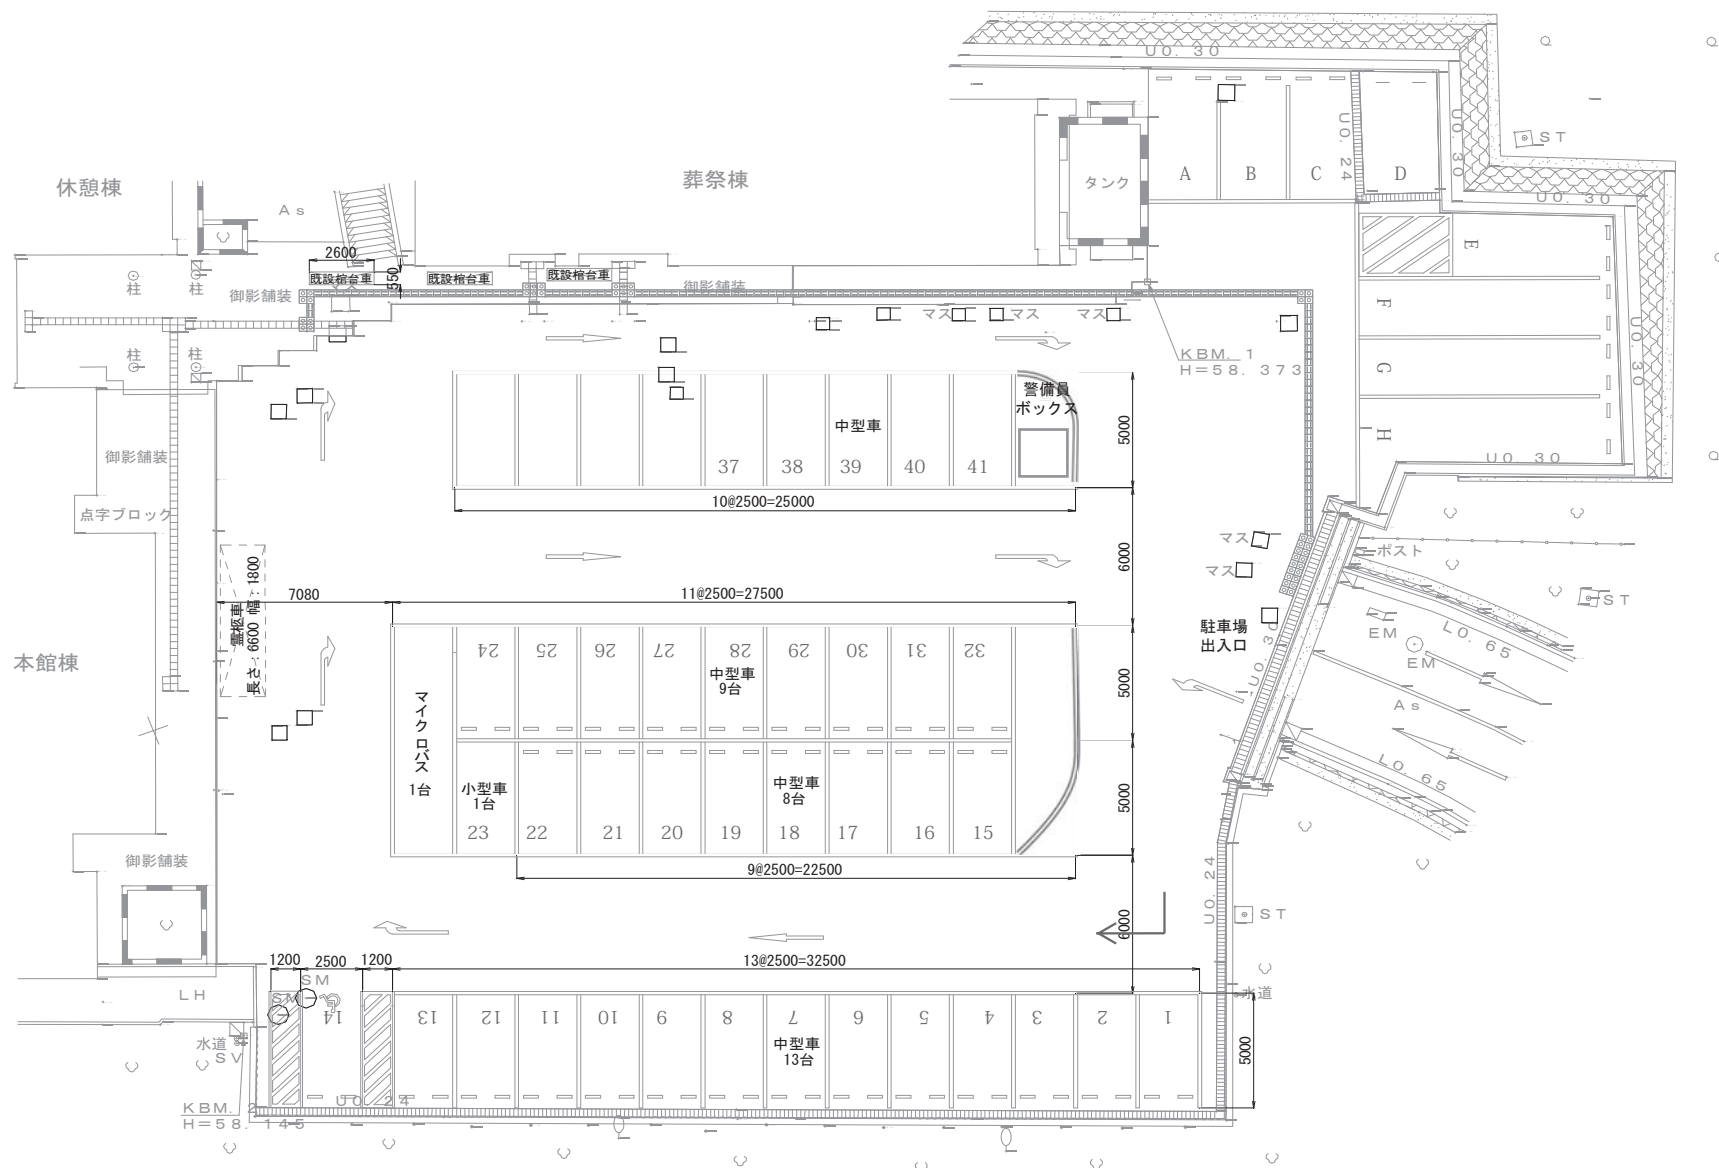 U0.30
U0.30
U0.24
ST
A
B
C
D
タンク
葬祭棟
休憩棟
As
U0.30
2600
550
既設棺台車
既設棺台車
既設棺台車
E
柱
柱
御影舗装
御影舗装
マス
マス
マス
F
U0.30
柱
柱
KBM. 1
H=58. 373
G
警備員
ボックス
中型車
5000
H
37
38
39
40
41
御影舗装
U0.30
10@2500=25000
点字ブロック
マス
ポスト
6000
マス
霊柩車
長さ:6600 幅:1800
7080
11@2500=27500
ST
駐車場
出入口
U0.30
EM
EM
L0.65
本館棟
24
25
26
27
28
29
30
31
32
中型車
9台
5000
マイクロバス
1台
As
L0.65
小型車
1台
中型車
8台
5000
23
22
21
20
19
18
17
16
15
御影舗装
9@2500=22500
U0.24
ST
6000
1200
2500
1200
13@2500=32500
LH
SM
SM
水道
14
13
12
11
10
9
8
7
6
5
4
3
2
1
中型車
13台
5000
水道
SV
U0.24
KBM. 2
H=58. 145